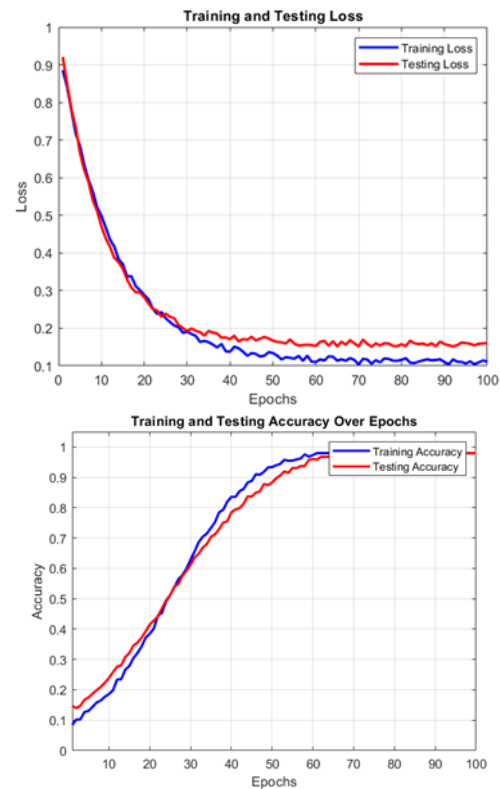 Training and Testing Loss
1
0.9
0.8
0.7
0.6
0.5
0.4
0.3
0.2
0.1
Loss
Training Loss
Testing Loss
0 10 20 30 40 50 60 70 80 90 100
Epochs
Training and Testing Accuracy Over Epochs
1
0.9
0.8
0.7
0.6
0.5
0.4
0.3
0.2
0.1
0
Accuracy
Training Accuracy
Testing Accuracy
10 20 30 40 50 60 70 80 90 100
Epochs